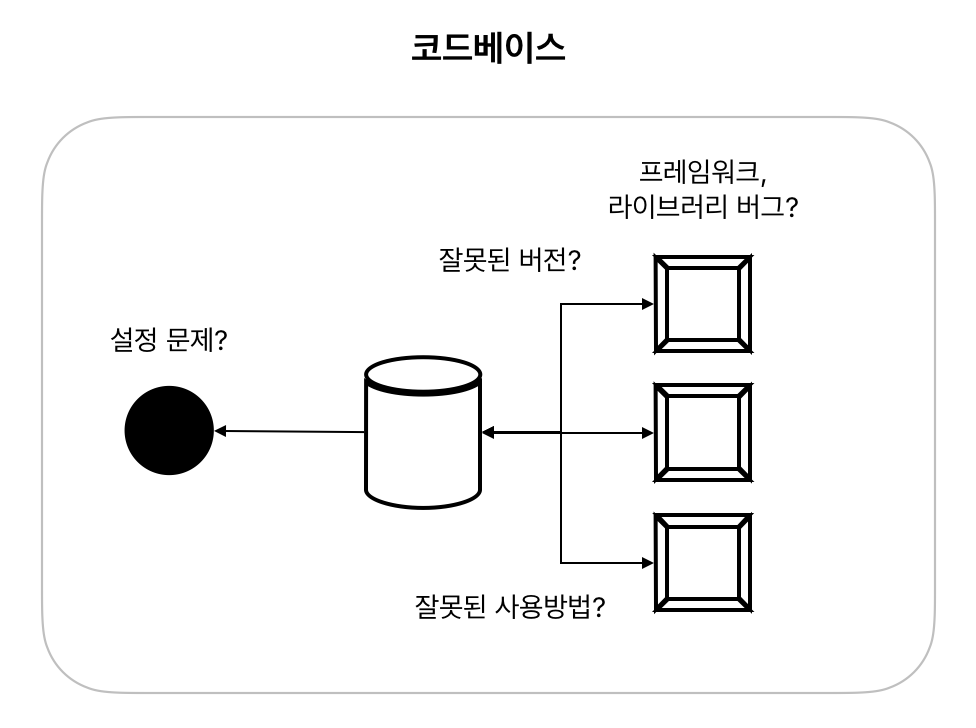 코드베이스
프레임워크,
라이브러리 버그?
잘못된 버전?
설정 문제?
잘못된 사용방법?